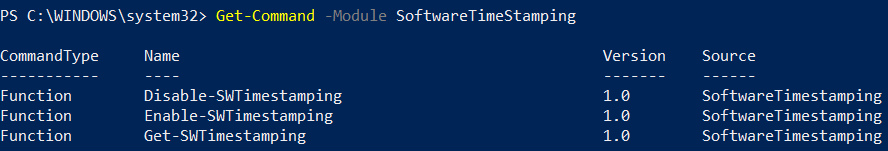 PS C:\WINDOWS\system32> Get-Command -Module SoftwareTimeStamping
CommandType Name Version Source
----------- ---- ------- ------
Function Disable-SWTimestamping 1.0 SoftwareTimestamping
Function Enable-SWTimestamping 1.0 SoftwareTimestamping
Function Get-SWTimestamping 1.0 SoftwareTimestamping